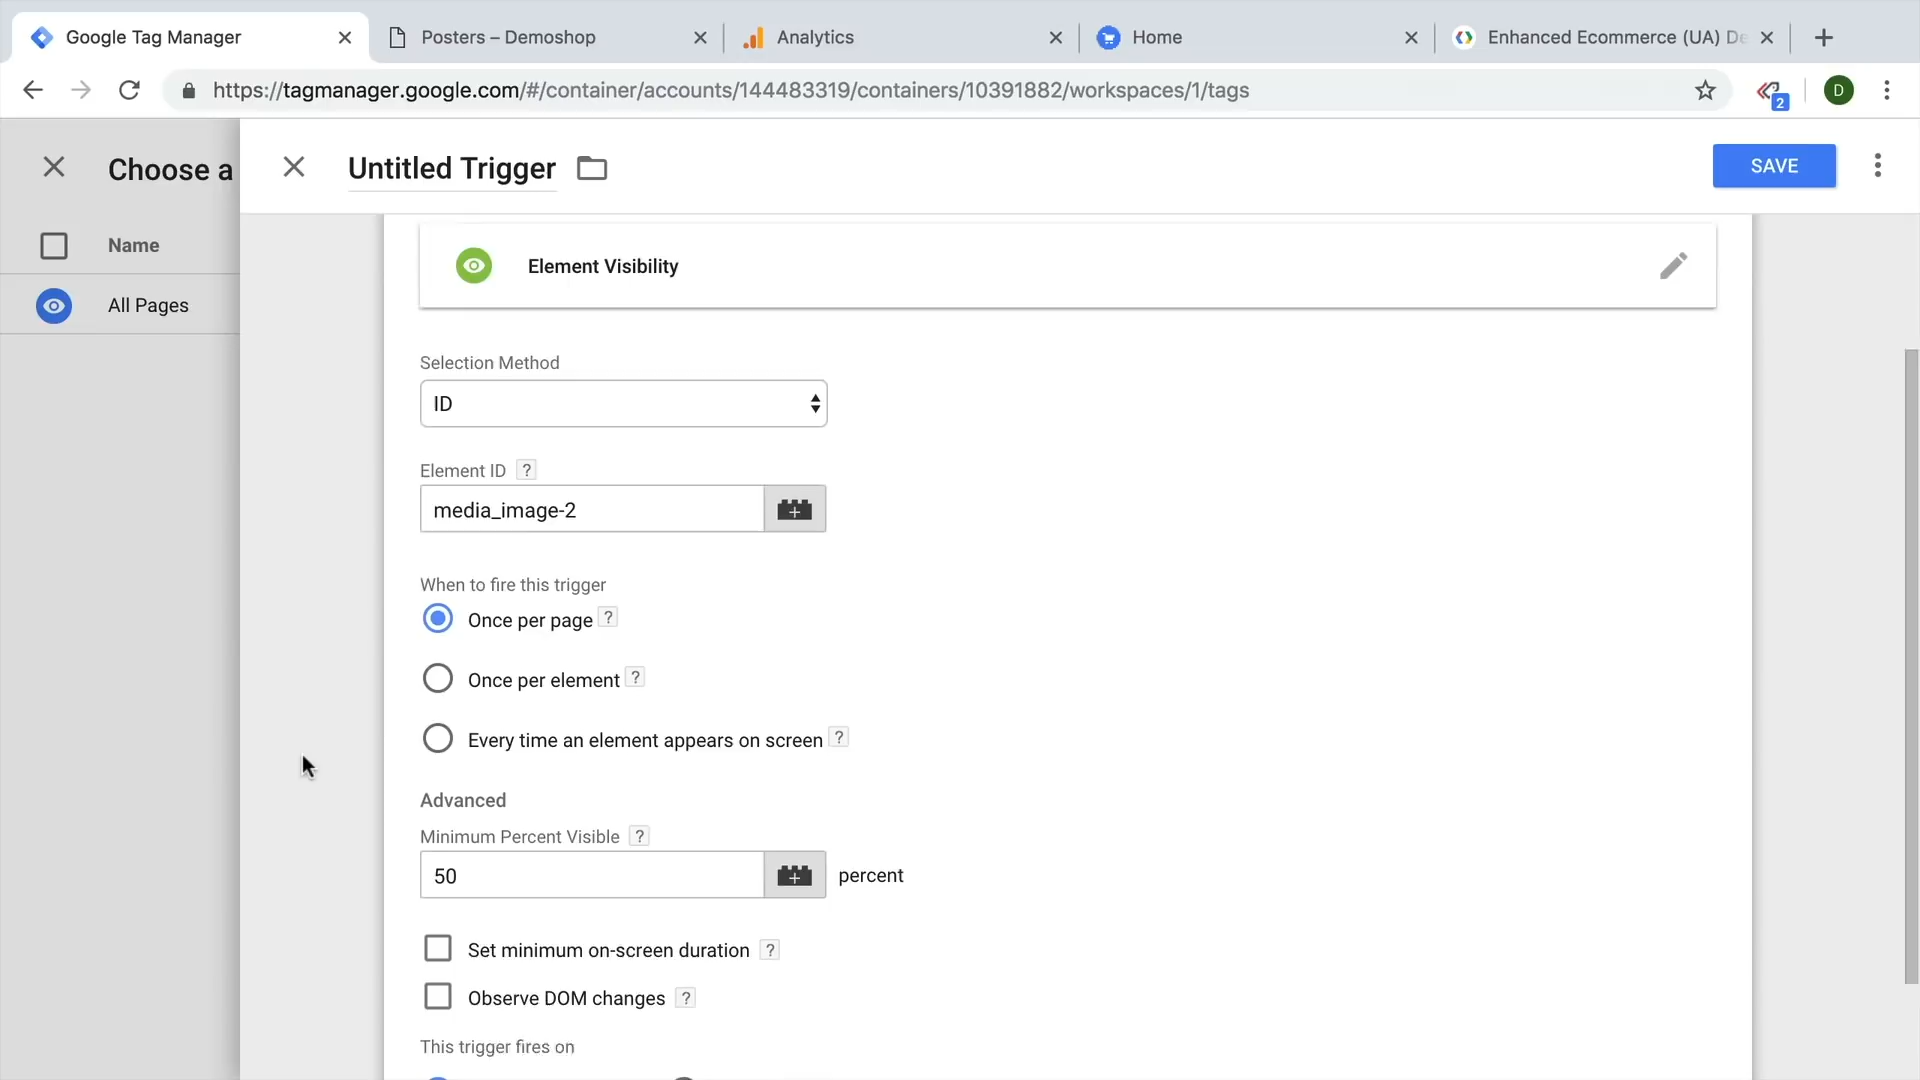 Google Tag Manager
Posters – Demoshop
Analytics
Home
Enhanced Ecommerce (UA) De
https://tagmanager.google.com/#/container/accounts/144483319/containers/10391882/workspaces/1/tags
2
D
Choose a
Untitled Trigger
SAVE
Name
All Pages
Element Visibility
Selection Method
ID
Element ID ?
media_image-2
When to fire this trigger
Once per page ?
Once per element ?
Every time an element appears on screen ?
Advanced
Minimum Percent Visible ?
50 percent
Set minimum on-screen duration ?
Observe DOM changes ?
This trigger fires on